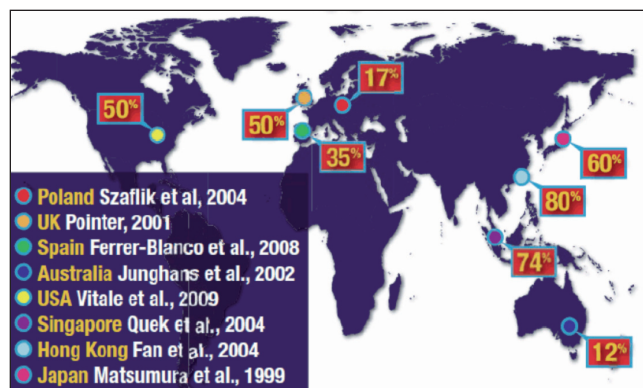 17%
50%
50%
35%
60%
80%
74%
12%
Poland Szaflik et al, 2004
UK Pointer, 2001
Spain Ferrer-Blanco et al., 2008
Australia Junghans et al., 2002
USA Vitale et al., 2009
Singapore Quek et al., 2004
Hong Kong Fan et al., 2004
Japan Matsumura et al., 1999